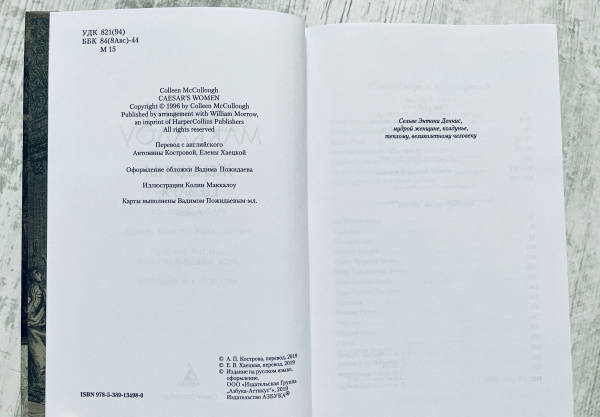 УДК 821(94)
ББК 84(8Авс)-44
М 15
Colleen McCullough
CAESAR'S WOMEN
Copyright © 1996 by Colleen McCullough
Published by arrangement with William Morrow,
an imprint of HarperCollins Publishers
All rights reserved
Перевод с английского
Антонины Костровой, Елены Хаецкой
Оформление обложки Вадима Пожидаева
Иллюстрации Колин Маккалоу
Карты выполнены Вадимом Пожидаевым-мл.
© А. П. Кострова, перевод, 2019
© Е. В. Хаецкая, перевод, 2019
© Издание на русском языке,
оформление.
ООО «Издательская Группа
„Азбука-Аттикус“», 2019
Издательство АЗБУКА®
ISBN 978-5-389-13498-0
Сельве Энтони Деннис,
мудрой женщине, колдунье,
теплому, великолетному человеку